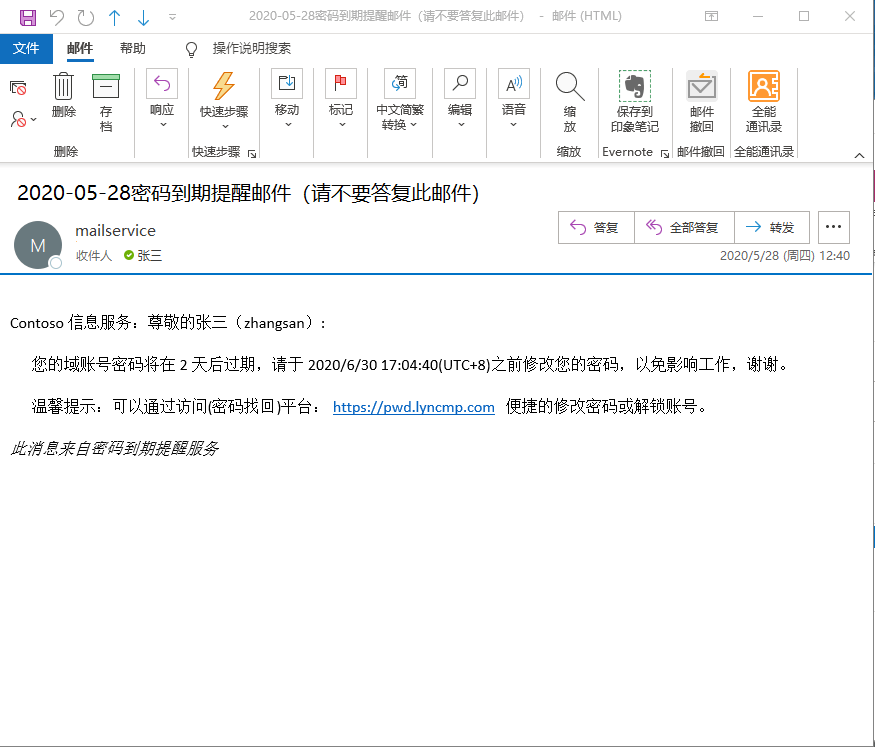 2020-05-28密码到期提醒邮件（请不要答复此邮件） - 邮件 (HTML)
文件 邮件 帮助 操作说明搜索
删除 存档 响应 快速步骤 移动 标记 中文简繁转换 编辑 语音 缩放 保存到印象笔记 邮件撤回 全能通讯录
删除 快速步骤 缩放 Evernote 邮件撤回 全能通讯录
2020-05-28密码到期提醒邮件（请不要答复此邮件）
M
mailservice
收件人 张三
答复 全部答复 转发 ...
2020/5/28 (周四) 12:40
Contoso 信息服务：尊敬的张三（zhangsan）:
您的域账号密码将在 2 天后过期，请于 2020/6/30 17:04:40(UTC+8)之前修改您的密码，以免影响工作，谢谢。
温馨提示：可以通过访问(密码找回)平台： https://pwd.lyncmp.com 便捷的修改密码或解锁账号。
此消息来自密码到期提醒服务